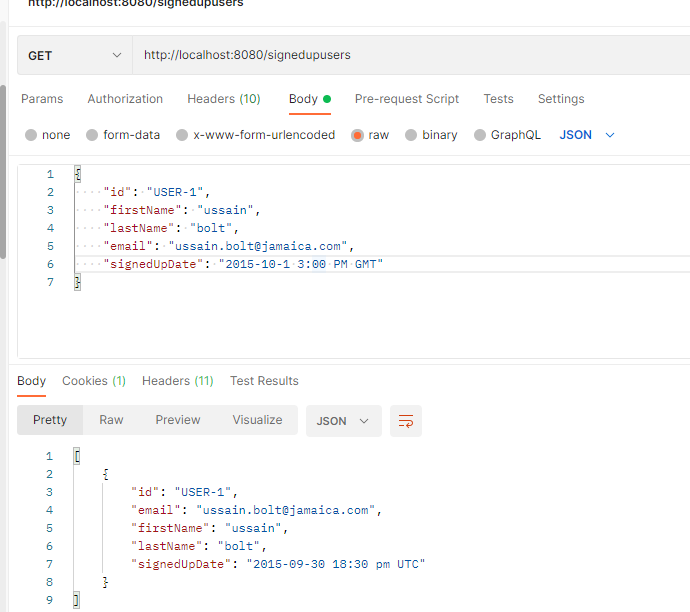 http://localhost:8080/signedupusers
GET http://localhost:8080/signedupusers
Params Authorization Headers (10) Body Pre-request Script Tests Settings
none form-data x-www-form-urlencoded raw binary GraphQL JSON
1 {
2 "id": "USER-1",
3 "firstName": "ussain",
4 "lastName": "bolt",
5 "email": "ussain.bolt@jamaica.com",
6 "signedUpDate": "2015-10-1 3:00 PM GMT"
7 }
Body Cookies (1) Headers (11) Test Results
Pretty Raw Preview Visualize JSON
1 [
2 {
3 "id": "USER-1",
4 "email": "ussain.bolt@jamaica.com",
5 "firstName": "ussain",
6 "lastName": "bolt",
7 "signedUpDate": "2015-09-30 18:30 pm UTC"
8 }
9 ]